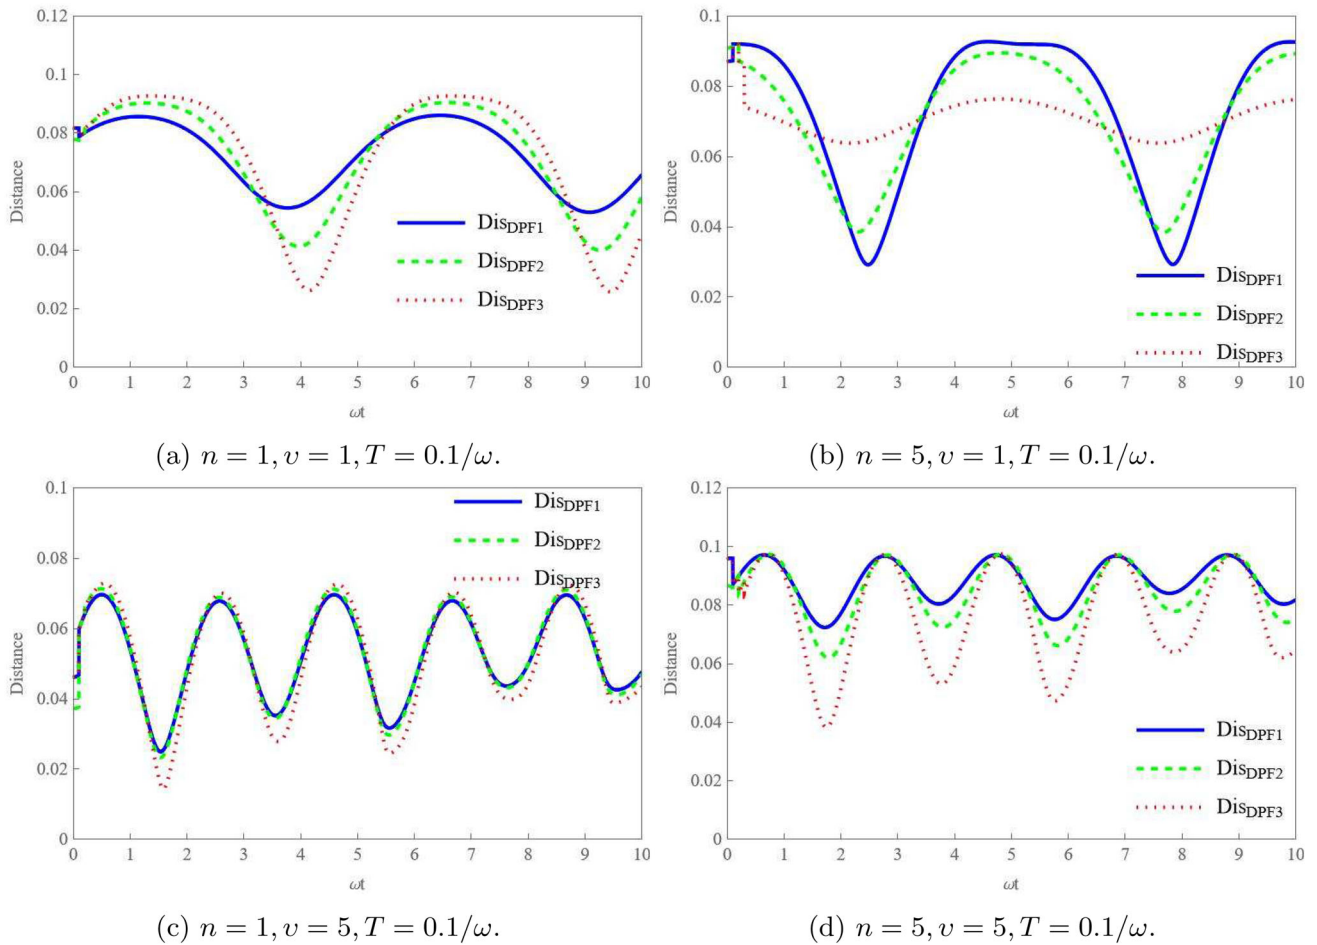 0.12
0.1
0.08
0.06
0.04
0.02
0
Distance
0 1 2 3 4 5 6 7 8 9 10
ωt
Dis_DPF1
Dis_DPF2
Dis_DPF3
(a) n = 1, υ = 1, T = 0.1/ω.
0.1
0.08
0.06
0.04
0.02
0
Distance
0 1 2 3 4 5 6 7 8 9 10
ωt
Dis_DPF1
Dis_DPF2
Dis_DPF3
(b) n = 5, υ = 1, T = 0.1/ω.
0.1
0.08
0.06
0.04
0.02
0
Distance
0 1 2 3 4 5 6 7 8 9 10
ωt
Dis_DPF1
Dis_DPF2
Dis_DPF3
(c) n = 1, υ = 5, T = 0.1/ω.
0.12
0.1
0.08
0.06
0.04
0.02
0
Distance
0 1 2 3 4 5 6 7 8 9 10
ωt
Dis_DPF1
Dis_DPF2
Dis_DPF3
(d) n = 5, υ = 5, T = 0.1/ω.